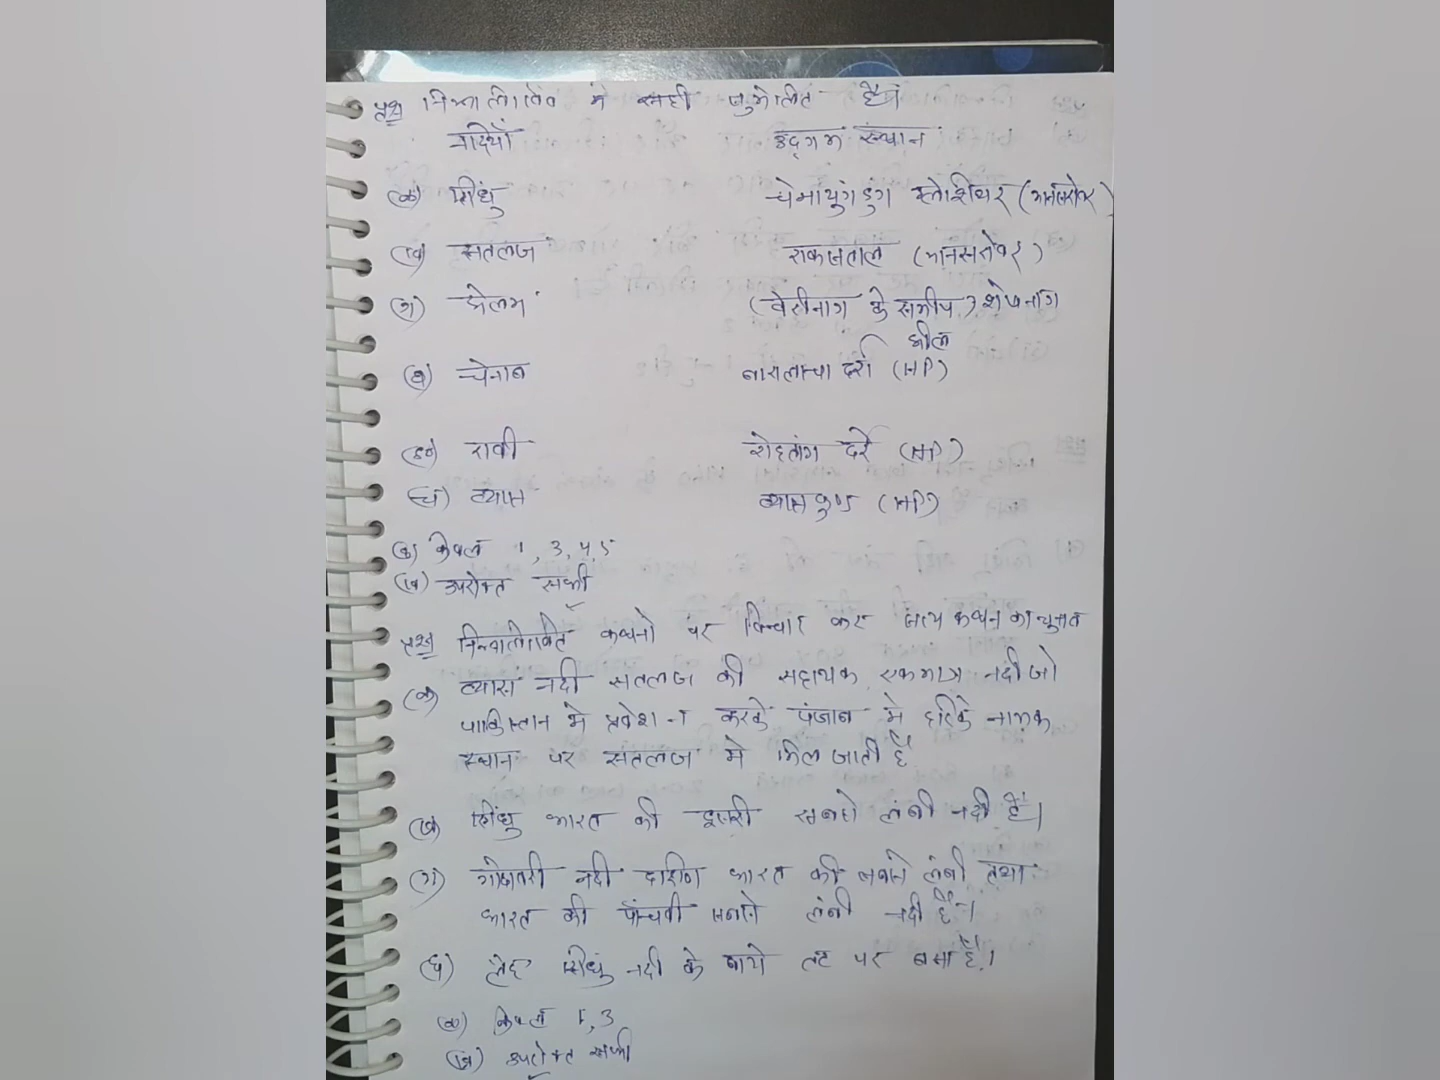 प्रश्न निम्नलिखित में सही सुमेलित है।
नदियाँ उद्गम स्थान
(क) सिंधु चेमायुंगडुंग ग्लेशियर (मानसरोवर)
(ख) सतलज राकसताल (मानसरोवर)
(ग) झेलम (वेरीनाग के समीप) शेषनाग
झील
(घ) चेनाब बारालाचा दर्रा (HP)
(ङ) रावी रोहतांग दर्रे (HP)
(च) व्यास व्यास कुण्ड (HP)
(क) केवल 1, 3, 4, 5
(ख) उपरोक्त सभी
प्रश्न निम्नलिखित कथनो पर विचार कर सत्य कथन का चुनाव
(क) व्यास नदी सतलज की सहायक एकमात्र नदी जो
पाकिस्तान मे प्रवेश न करके पंजाब मे हरिके नामक
स्थान पर सतलज मे मिल जाती है
(ख) सिंधु भारत की दूसरी सबसे लंबी नदी है।
(ग) गोदावरी नदी दक्षिण भारत की सबसे लंबी तथा
भारत की पाँचवी सबसे लंबी नदी है।
(घ) लेह सिंधु नदी के बाये तट पर बसा है।
(क) केवल 1, 3
(ख) उपरोक्त सभी